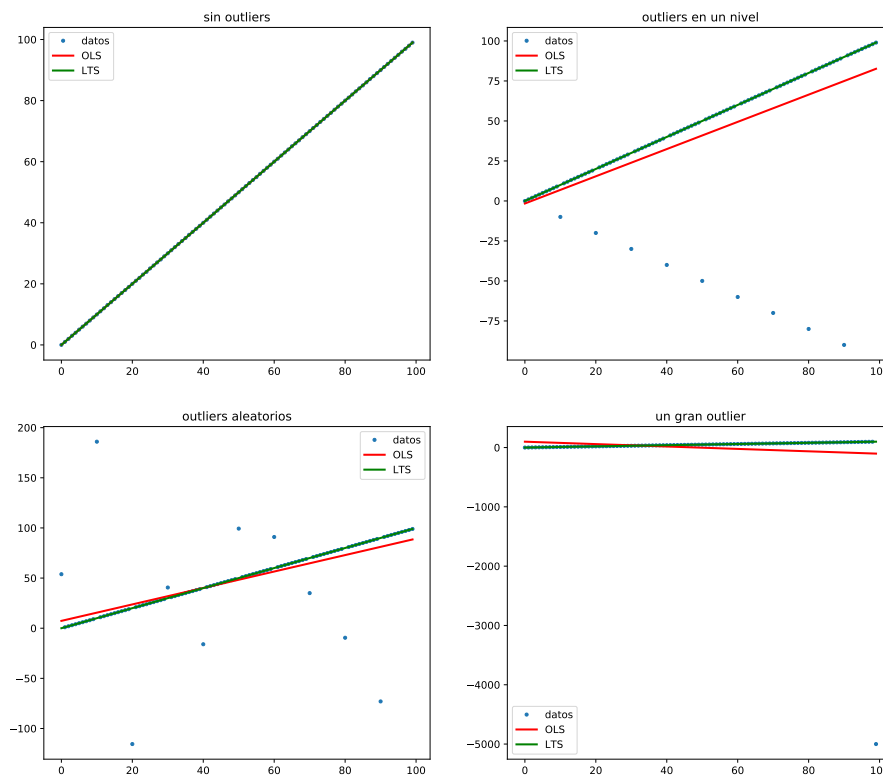 sin outliers
datos
OLS
LTS
100
80
60
40
20
0
0 20 40 60 80 100
outliers en un nivel
datos
OLS
LTS
100
75
50
25
0
−25
−50
−75
0 20 40 60 80 100
outliers aleatorios
datos
OLS
LTS
200
150
100
50
0
−50
−100
0 20 40 60 80 100
un gran outlier
0
−1000
−2000
−3000
−4000
−5000
datos
OLS
LTS
0 20 40 60 80 100